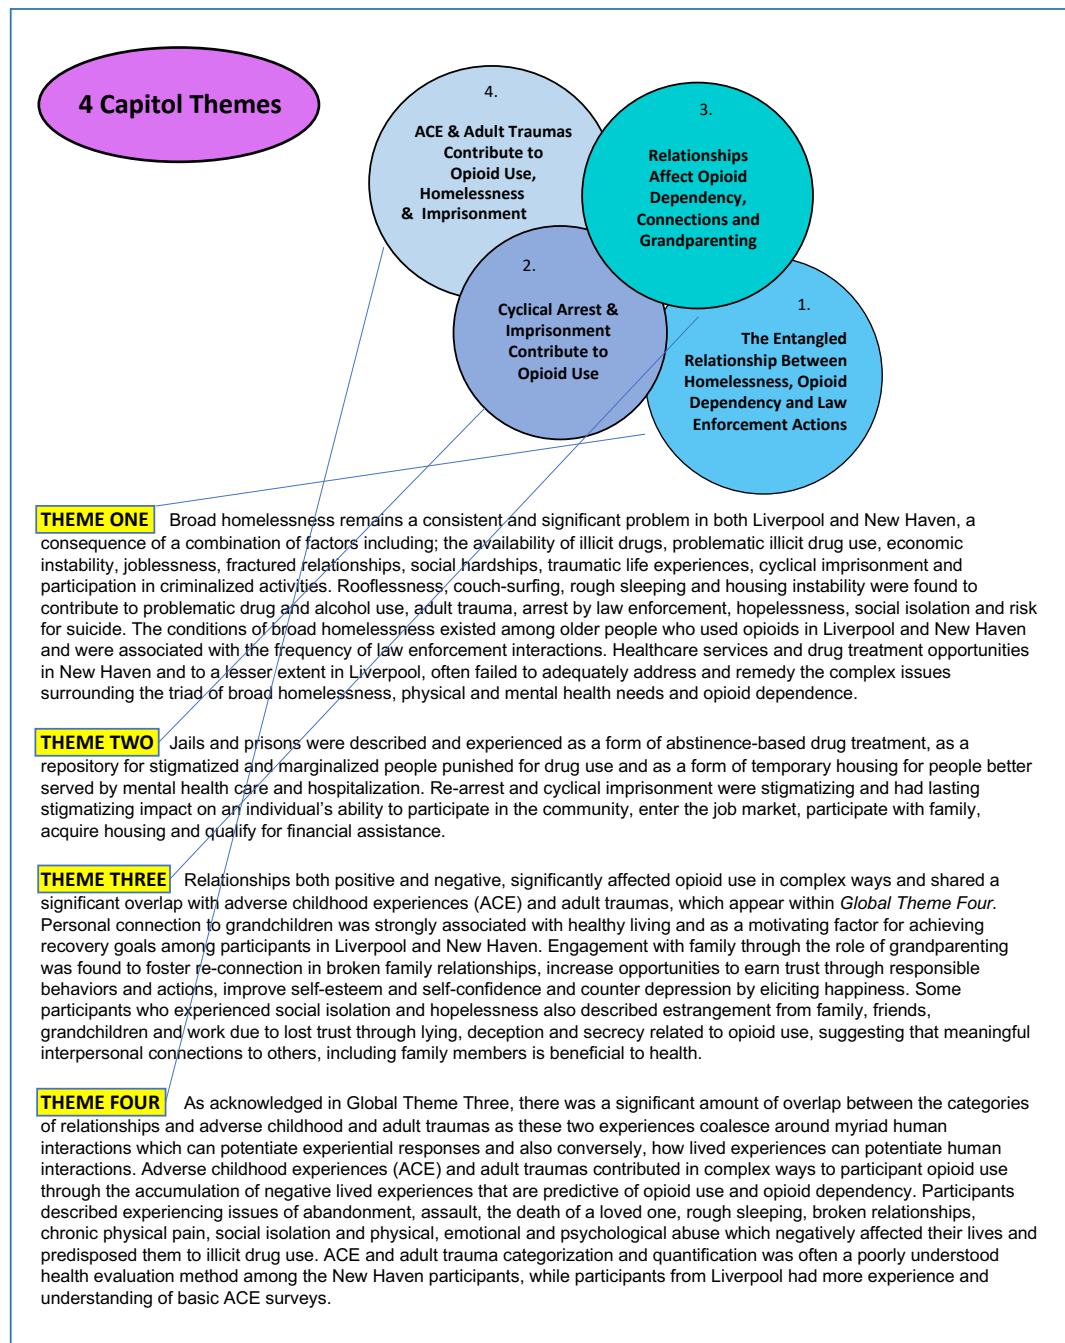 4 Capitol Themes
4.
ACE & Adult Traumas
Contribute to
Opioid Use,
Homelessness
& Imprisonment
3.
Relationships
Affect Opioid
Dependency,
Connections and
Grandparenting
2.
Cyclical Arrest &
Imprisonment
Contribute to
Opioid Use
1.
The Entangled
Relationship Between
Homelessness, Opioid
Dependency and Law
Enforcement Actions
THEME ONE Broad homelessness remains a consistent and significant problem in both Liverpool and New Haven, a
consequence of a combination of factors including; the availability of illicit drugs, problematic illicit drug use, economic
instability, joblessness, fractured relationships, social hardships, traumatic life experiences, cyclical imprisonment and
participation in criminalized activities. Rooflessness, couch-surfing, rough sleeping and housing instability were found to
contribute to problematic drug and alcohol use, adult trauma, arrest by law enforcement, hopelessness, social isolation and risk
for suicide. The conditions of broad homelessness existed among older people who used opioids in Liverpool and New Haven
and were associated with the frequency of law enforcement interactions. Healthcare services and drug treatment opportunities
in New Haven and to a lesser extent in Liverpool, often failed to adequately address and remedy the complex issues
surrounding the triad of broad homelessness, physical and mental health needs and opioid dependence.
THEME TWO Jails and prisons were described and experienced as a form of abstinence-based drug treatment, as a
repository for stigmatized and marginalized people punished for drug use and as a form of temporary housing for people better
served by mental health care and hospitalization. Re-arrest and cyclical imprisonment were stigmatizing and had lasting
stigmatizing impact on an individual's ability to participate in the community, enter the job market, participate with family,
acquire housing and qualify for financial assistance.
THEME THREE Relationships both positive and negative, significantly affected opioid use in complex ways and shared a
significant overlap with adverse childhood experiences (ACE) and adult traumas, which appear within Global Theme Four.
Personal connection to grandchildren was strongly associated with healthy living and as a motivating factor for achieving
recovery goals among participants in Liverpool and New Haven. Engagement with family through the role of grandparenting
was found to foster re-connection in broken family relationships, increase opportunities to earn trust through responsible
behaviors and actions, improve self-esteem and self-confidence and counter depression by eliciting happiness. Some
participants who experienced social isolation and hopelessness also described estrangement from family, friends,
grandchildren and work due to lost trust through lying, deception and secrecy related to opioid use, suggesting that meaningful
interpersonal connections to others, including family members is beneficial to health.
THEME FOUR As acknowledged in Global Theme Three, there was a significant amount of overlap between the categories
of relationships and adverse childhood and adult traumas as these two experiences coalesce around myriad human
interactions which can potentiate experiential responses and also conversely, how lived experiences can potentiate human
interactions. Adverse childhood experiences (ACE) and adult traumas contributed in complex ways to participant opioid use
through the accumulation of negative lived experiences that are predictive of opioid use and opioid dependency. Participants
described experiencing issues of abandonment, assault, the death of a loved one, rough sleeping, broken relationships,
chronic physical pain, social isolation and physical, emotional and psychological abuse which negatively affected their lives and
predisposed them to illicit drug use. ACE and adult trauma categorization and quantification was often a poorly understood
health evaluation method among the New Haven participants, while participants from Liverpool had more experience and
understanding of basic ACE surveys.